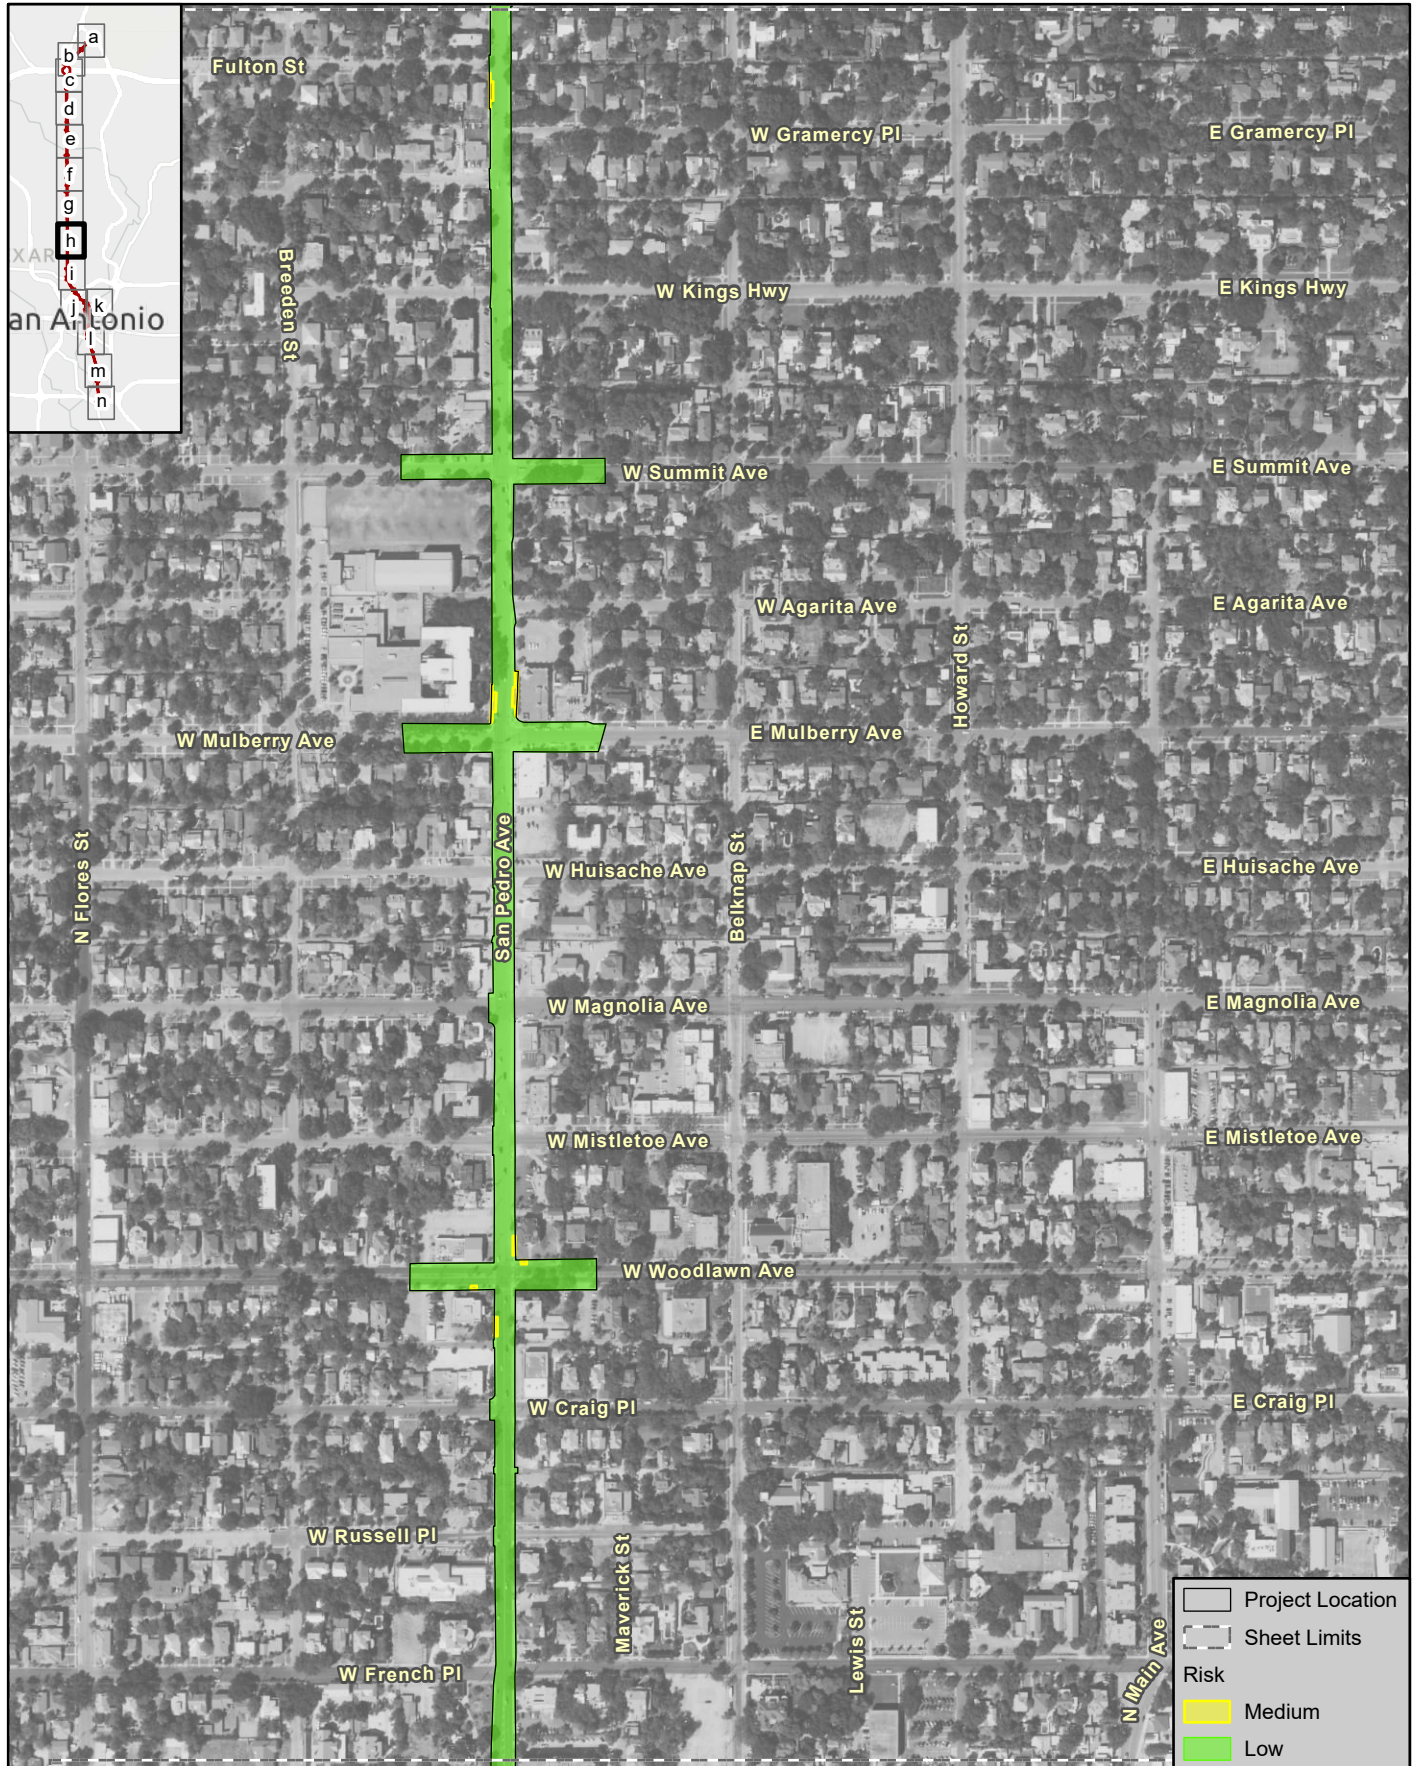 a
b
c
d
e
f
g
h
XAR
i
j
k
an Antonio
l
m
n
Fulton St
W Gramercy Pl
E Gramercy Pl
Breeden St
W Kings Hwy
E Kings Hwy
W Summit Ave
E Summit Ave
W Agarita Ave
E Agarita Ave
Howard St
W Mulberry Ave
E Mulberry Ave
N Flores St
San Pedro Ave
W Huisache Ave
Belknap St
E Huisache Ave
W Magnolia Ave
E Magnolia Ave
W Mistletoe Ave
E Mistletoe Ave
W Woodlawn Ave
W Craig Pl
E Craig Pl
W Russell Pl
Maverick St
Lewis St
W French Pl
N Main Ave
Project Location
Sheet Limits
Risk
Medium
Low